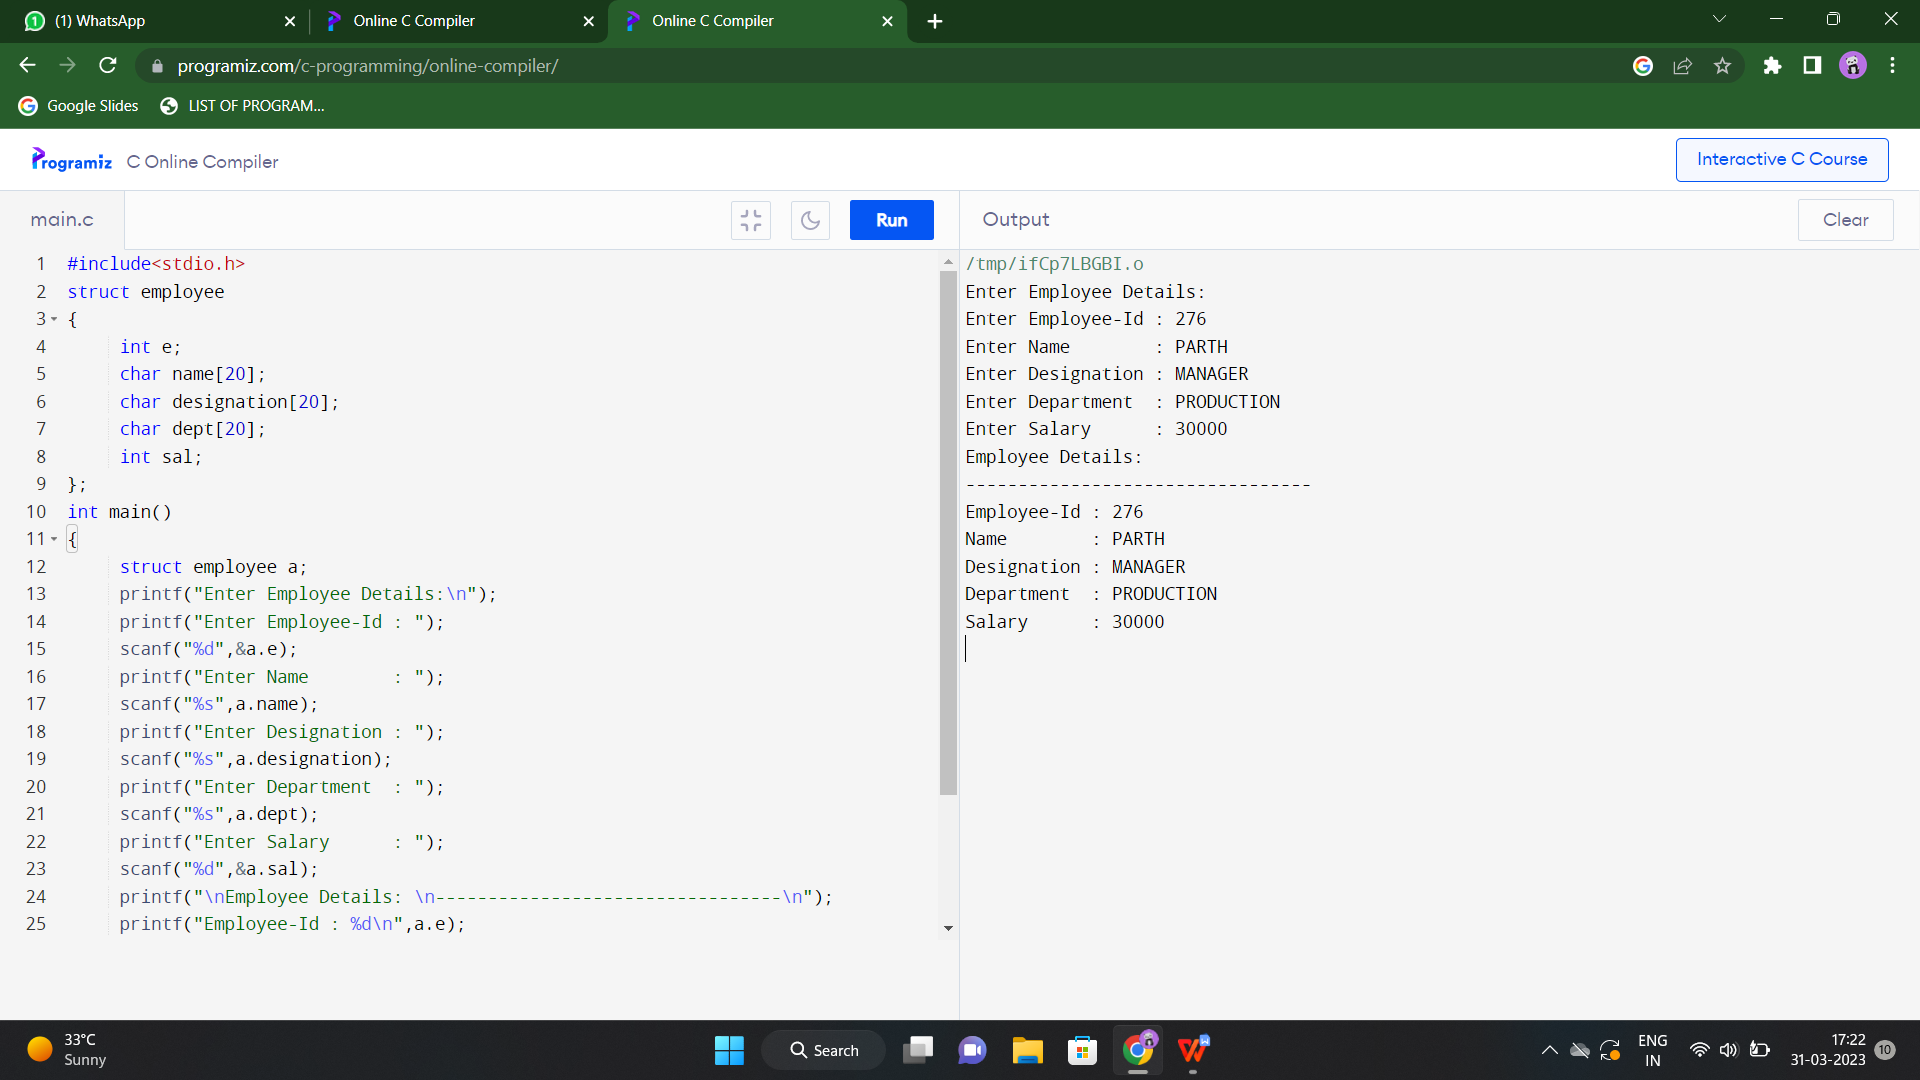 (1) WhatsApp
Online C Compiler
Online C Compiler
programiz.com/c-programming/online-compiler/
Google Slides
LIST OF PROGRAM...
Programiz
C Online Compiler
Interactive C Course
main.c
Run
Output
Clear
1 #include<stdio.h>
2 struct employee
3 {
4 int e;
5 char name[20];
6 char designation[20];
7 char dept[20];
8 int sal;
9 };
10 int main()
11 {
12 struct employee a;
13 printf("Enter Employee Details:\n");
14 printf("Enter Employee-Id : ");
15 scanf("%d",&a.e);
16 printf("Enter Name        : ");
17 scanf("%s",a.name);
18 printf("Enter Designation : ");
19 scanf("%s",a.designation);
20 printf("Enter Department  : ");
21 scanf("%s",a.dept);
22 printf("Enter Salary      : ");
23 scanf("%d",&a.sal);
24 printf("\nEmployee Details: \n---------------------------------\n");
25 printf("Employee-Id : %d\n",a.e);
/tmp/ifCp7LBGBI.o
Enter Employee Details:
Enter Employee-Id : 276
Enter Name        : PARTH
Enter Designation : MANAGER
Enter Department  : PRODUCTION
Enter Salary      : 30000
Employee Details:
---------------------------------
Employee-Id : 276
Name        : PARTH
Designation : MANAGER
Department  : PRODUCTION
Salary      : 30000
33°C
Sunny
Search
ENG
IN
17:22
31-03-2023
10